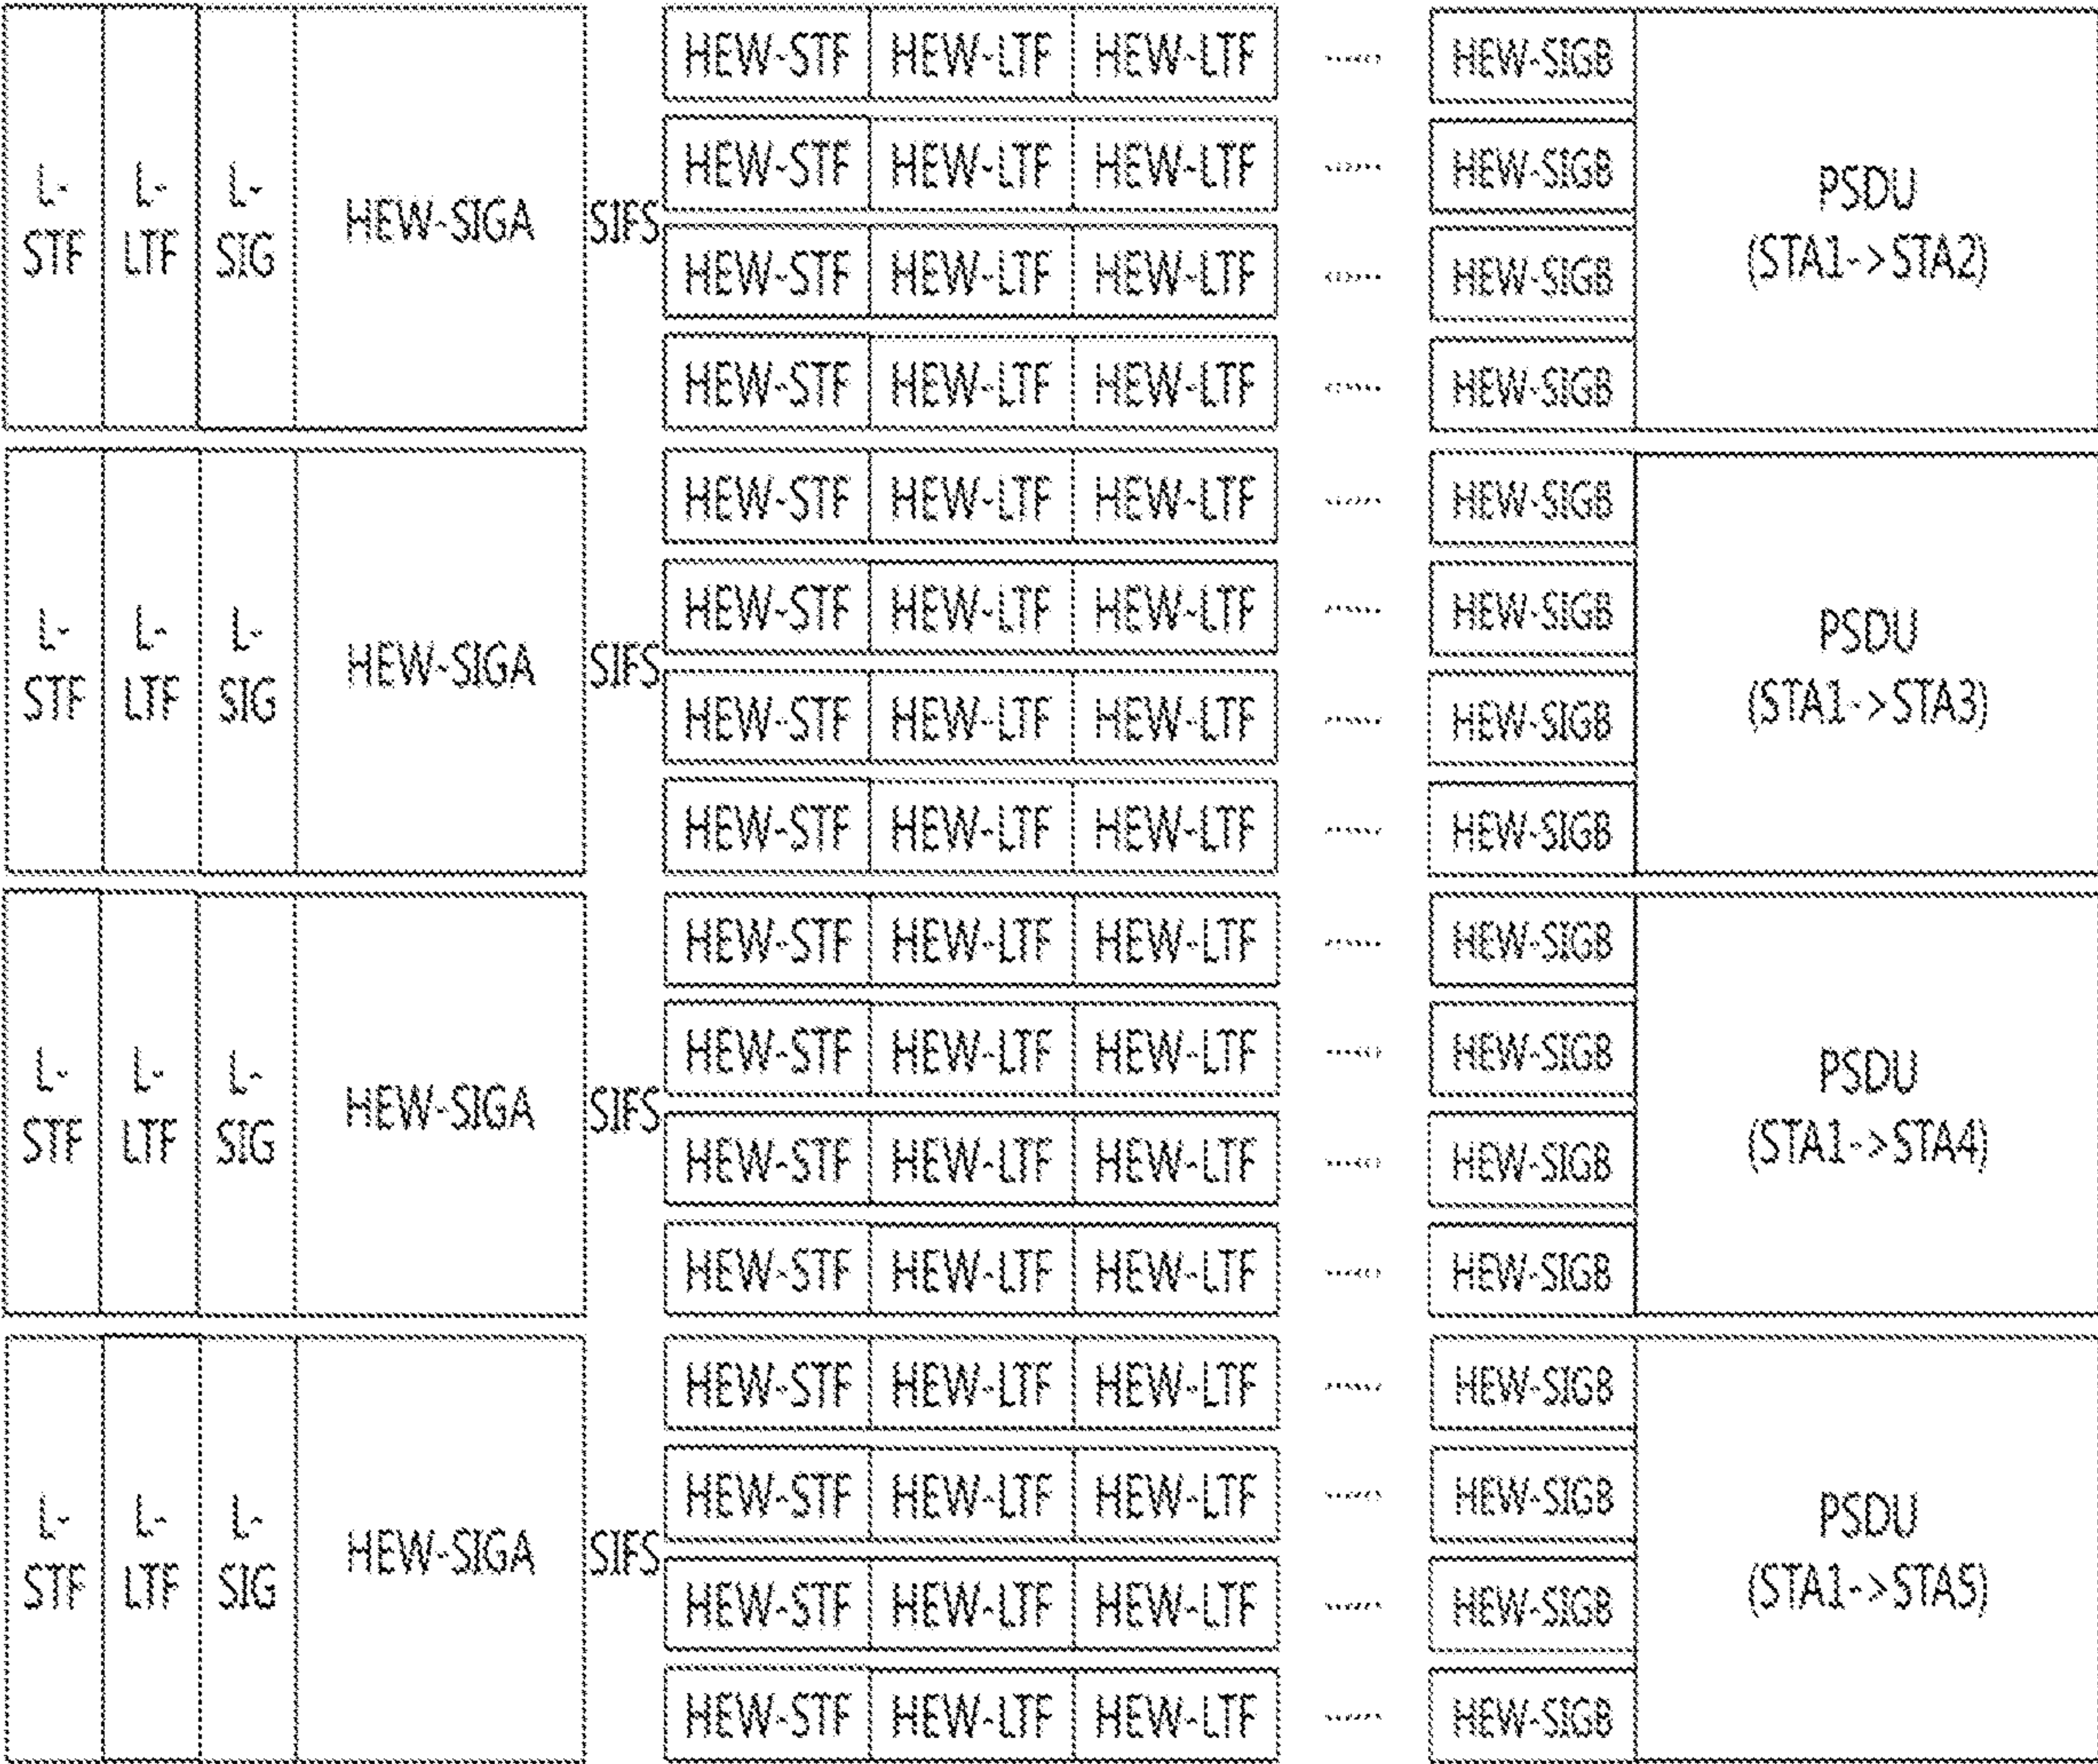 HEW-STF HEW-LTF HEW-LTF ...... HEW-SIGB
HEW-STF HEW-LTF HEW-LTF ...... HEW-SIGB
L- L- L- HEW-SIGA SIFS PSDU
STF LTF SIG (STA1->STA2)
HEW-STF HEW-LTF HEW-LTF ...... HEW-SIGB
HEW-STF HEW-LTF HEW-LTF ...... HEW-SIGB
HEW-STF HEW-LTF HEW-LTF ...... HEW-SIGB
HEW-STF HEW-LTF HEW-LTF ...... HEW-SIGB
L- L- L- HEW-SIGA SIFS PSDU
STF LTF SIG (STA1->STA3)
HEW-STF HEW-LTF HEW-LTF ...... HEW-SIGB
HEW-STF HEW-LTF HEW-LTF ...... HEW-SIGB
HEW-STF HEW-LTF HEW-LTF ...... HEW-SIGB
HEW-STF HEW-LTF HEW-LTF ...... HEW-SIGB
L- L- L- HEW-SIGA SIFS PSDU
STF LTF SIG (STA1->STA4)
HEW-STF HEW-LTF HEW-LTF ...... HEW-SIGB
HEW-STF HEW-LTF HEW-LTF ...... HEW-SIGB
HEW-STF HEW-LTF HEW-LTF ...... HEW-SIGB
HEW-STF HEW-LTF HEW-LTF ...... HEW-SIGB
L- L- L- HEW-SIGA SIFS PSDU
STF LTF SIG (STA1->STA5)
HEW-STF HEW-LTF HEW-LTF ...... HEW-SIGB
HEW-STF HEW-LTF HEW-LTF ...... HEW-SIGB